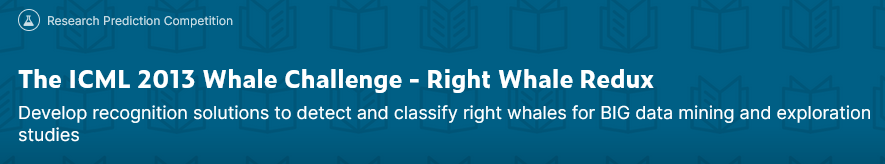 Research Prediction Competition
The ICML 2013 Whale Challenge - Right Whale Redux
Develop recognition solutions to detect and classify right whales for BIG data mining and exploration
studies